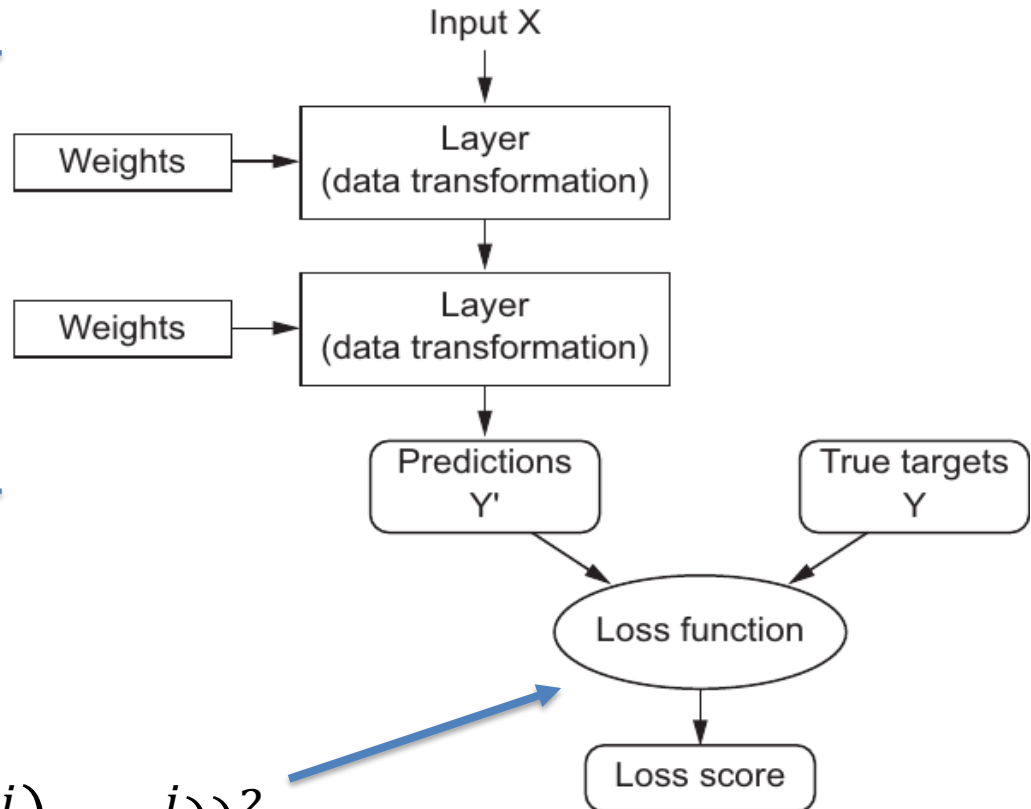 Input X
Layer
(data transformation)
Weights
Layer
(data transformation)
Weights
Predictions
Y'
True targets
Y
Loss function
Loss score